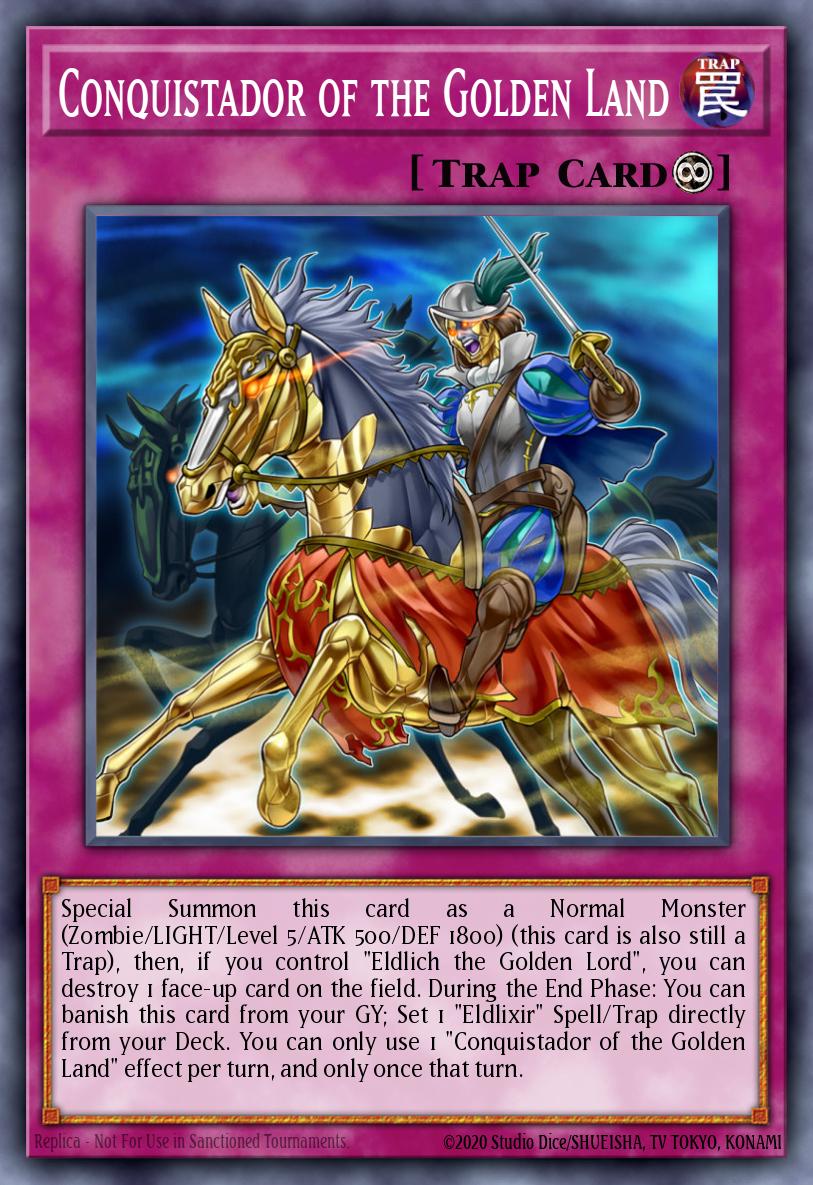 CONQUISTADOR OF THE GOLDEN LAND
TRAP
罠
[TRAP CARD∞]
Special Summon this card as a Normal Monster
(Zombie/LIGHT/Level 5/ATK 500/DEF 1800) (this card is also still a
Trap), then, if you control "Eldlich the Golden Lord", you can
destroy 1 face-up card on the field. During the End Phase: You can
banish this card from your GY; Set 1 "Eldlixir" Spell/Trap directly
from your Deck. You can only use 1 "Conquistador of the Golden
Land" effect per turn, and only once that turn.
Replica - Not For Use in Sanctioned Tournaments.
©2020 Studio Dice/SHUEISHA, TV TOKYO, KONAMI